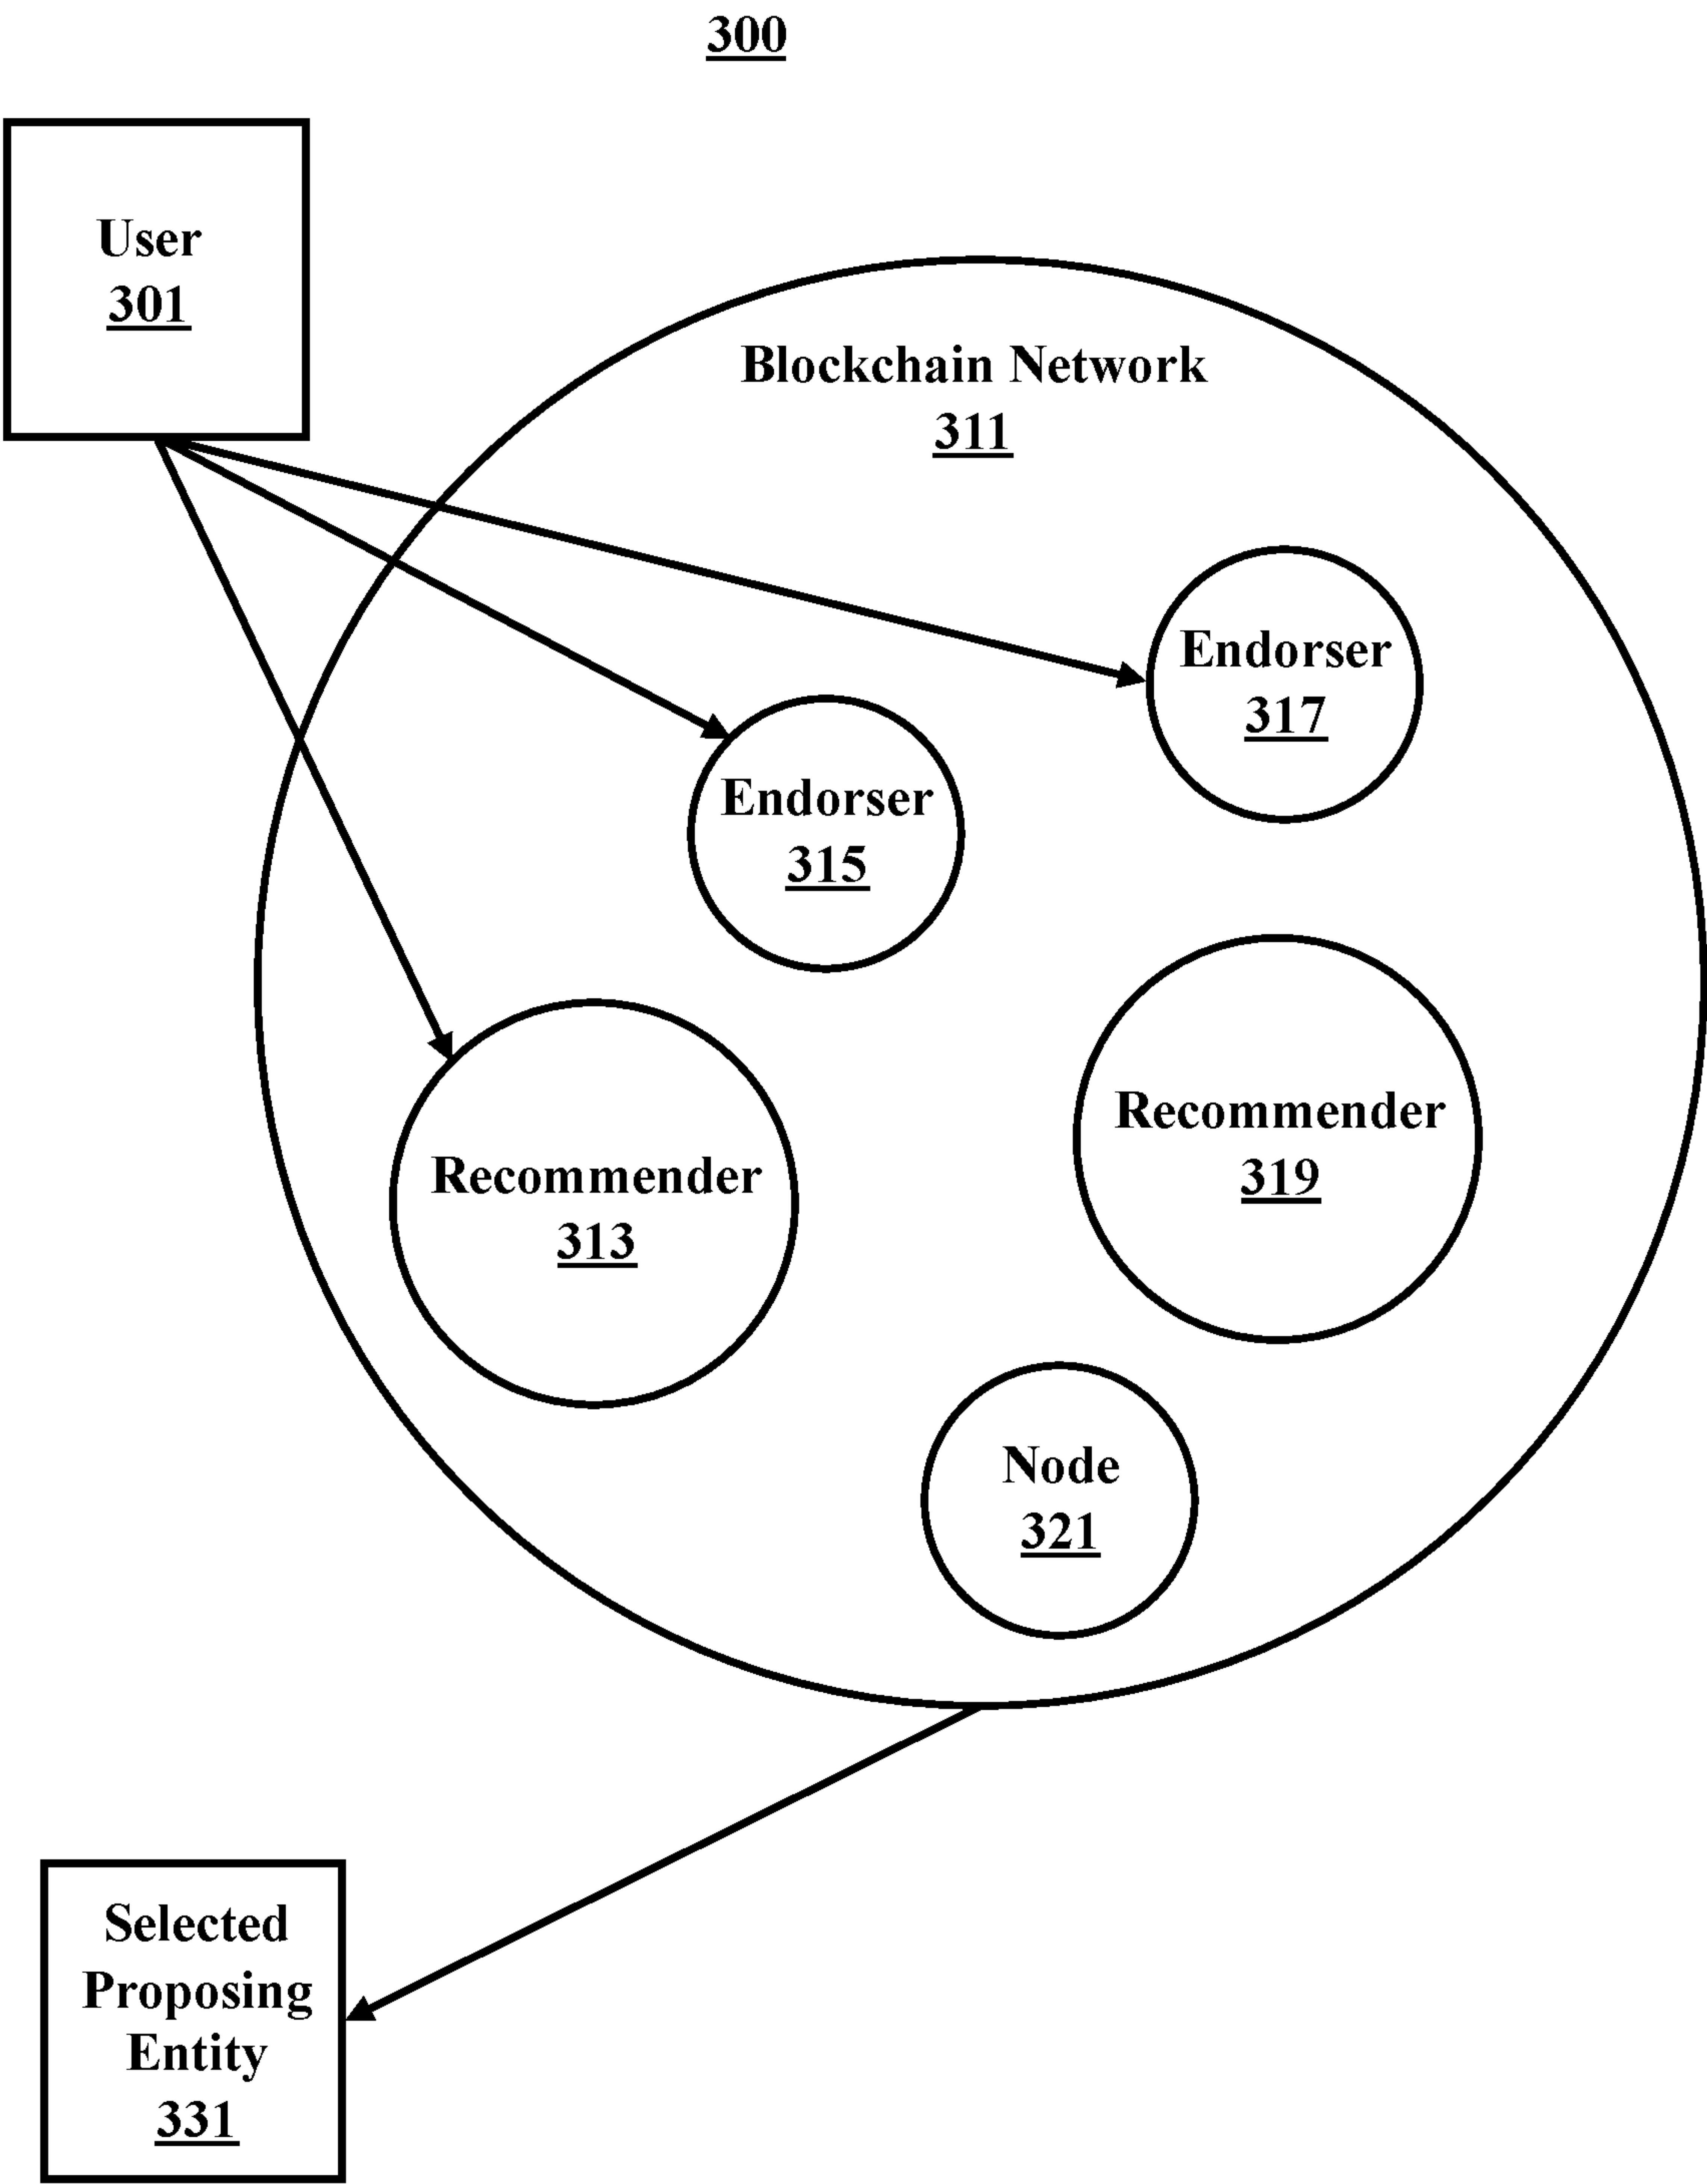 300
User
301
Blockchain Network
311
Endorser
317
Endorser
315
Recommender
319
Recommender
313
Node
321
Selected
Proposing
Entity
331